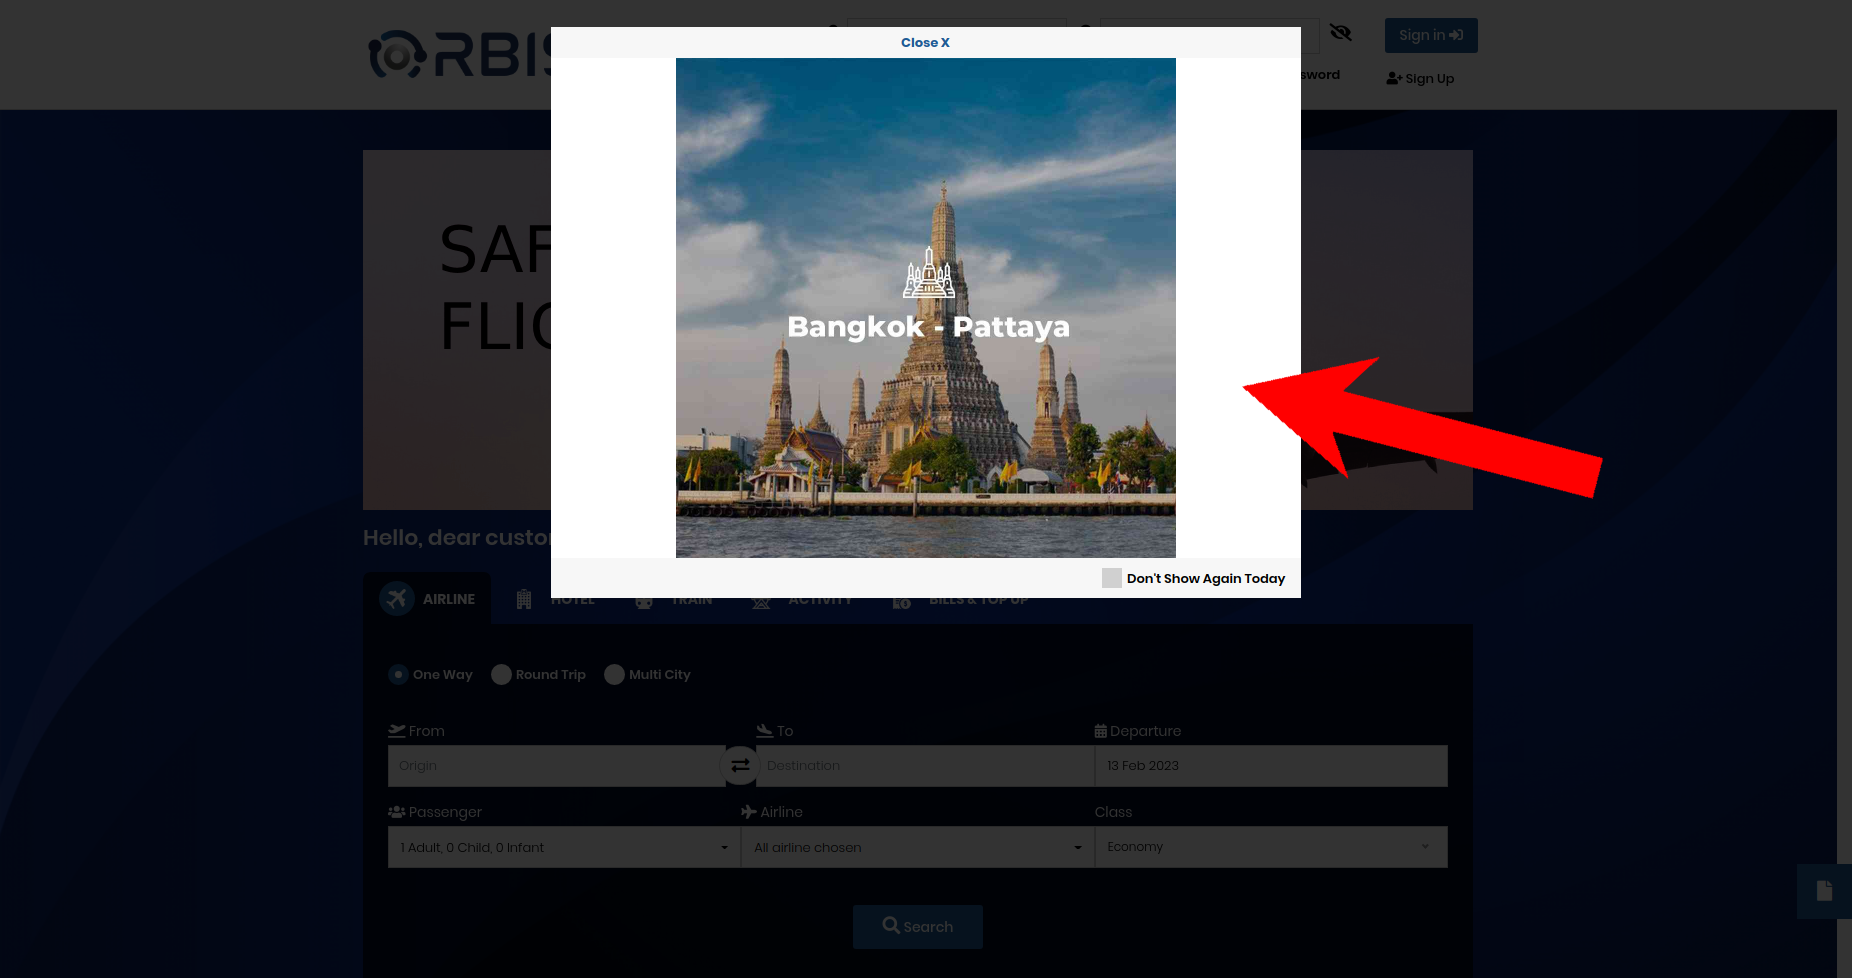 Close X
RBIS
Sign in
sword
Sign Up
SAF
FLIG
Bangkok - Pattaya
Hello, dear custo
Don't Show Again Today
AIRLINE
HOTEL
TRAIN
ACTIVITY
BILLS & TOP UP
One Way
Round Trip
Multi City
From
To
Departure
Origin
Destination
13 Feb 2023
Passenger
Airline
Class
1 Adult, 0 Child, 0 Infant
All airline chosen
Economy
Search